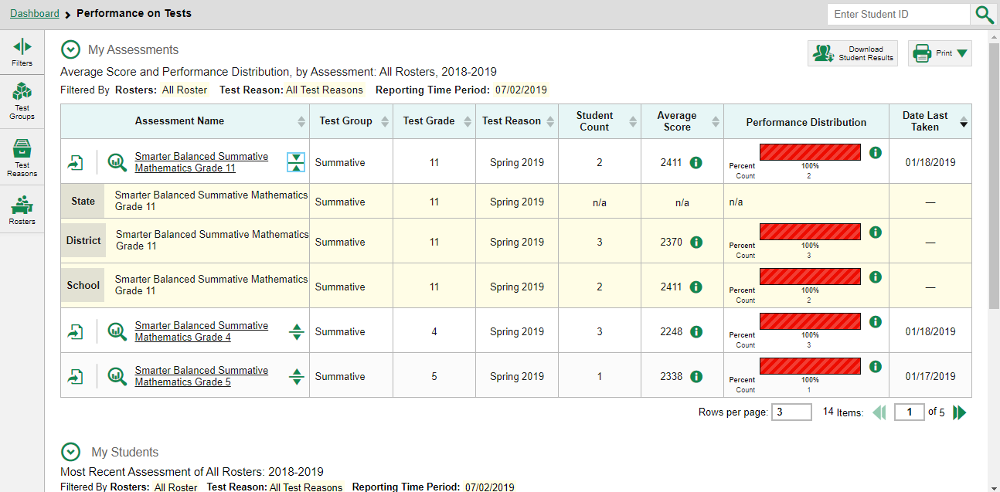 Dashboard Performance on Tests
Enter Student ID
Filters
Test
Groups
Test
Reasons
Rosters
My Assessments
Download
Student Results
Print
Average Score and Performance Distribution, by Assessment: All Rosters, 2018-2019
Filtered By Rosters: All Roster Test Reason: All Test Reasons Reporting Time Period: 07/02/2019
Assessment Name
Test Group
Test Grade
Test Reason
Student
Count
Average
Score
Performance Distribution
Date Last
Taken
Smarter Balanced Summative
Mathematics Grade 11
Summative
11
Spring 2019
2
2411
Percent 100%
Count 2
01/18/2019
State
Smarter Balanced Summative Mathematics
Grade 11
Summative
11
Spring 2019
n/a
n/a
n/a
—
District
Smarter Balanced Summative Mathematics
Grade 11
Summative
11
Spring 2019
3
2370
Percent 100%
Count 3
—
School
Smarter Balanced Summative Mathematics
Grade 11
Summative
11
Spring 2019
2
2411
Percent 100%
Count 2
—
Smarter Balanced Summative
Mathematics Grade 4
Summative
4
Spring 2019
3
2248
Percent 100%
Count 3
01/18/2019
Smarter Balanced Summative
Mathematics Grade 5
Summative
5
Spring 2019
1
2338
Percent 100%
Count 1
01/17/2019
Rows per page: 3 14 Items: 1 of 5
My Students
Most Recent Assessment of All Rosters: 2018-2019
Filtered By Rosters: All Roster Test Reason: All Test Reasons Reporting Time Period: 07/02/2019